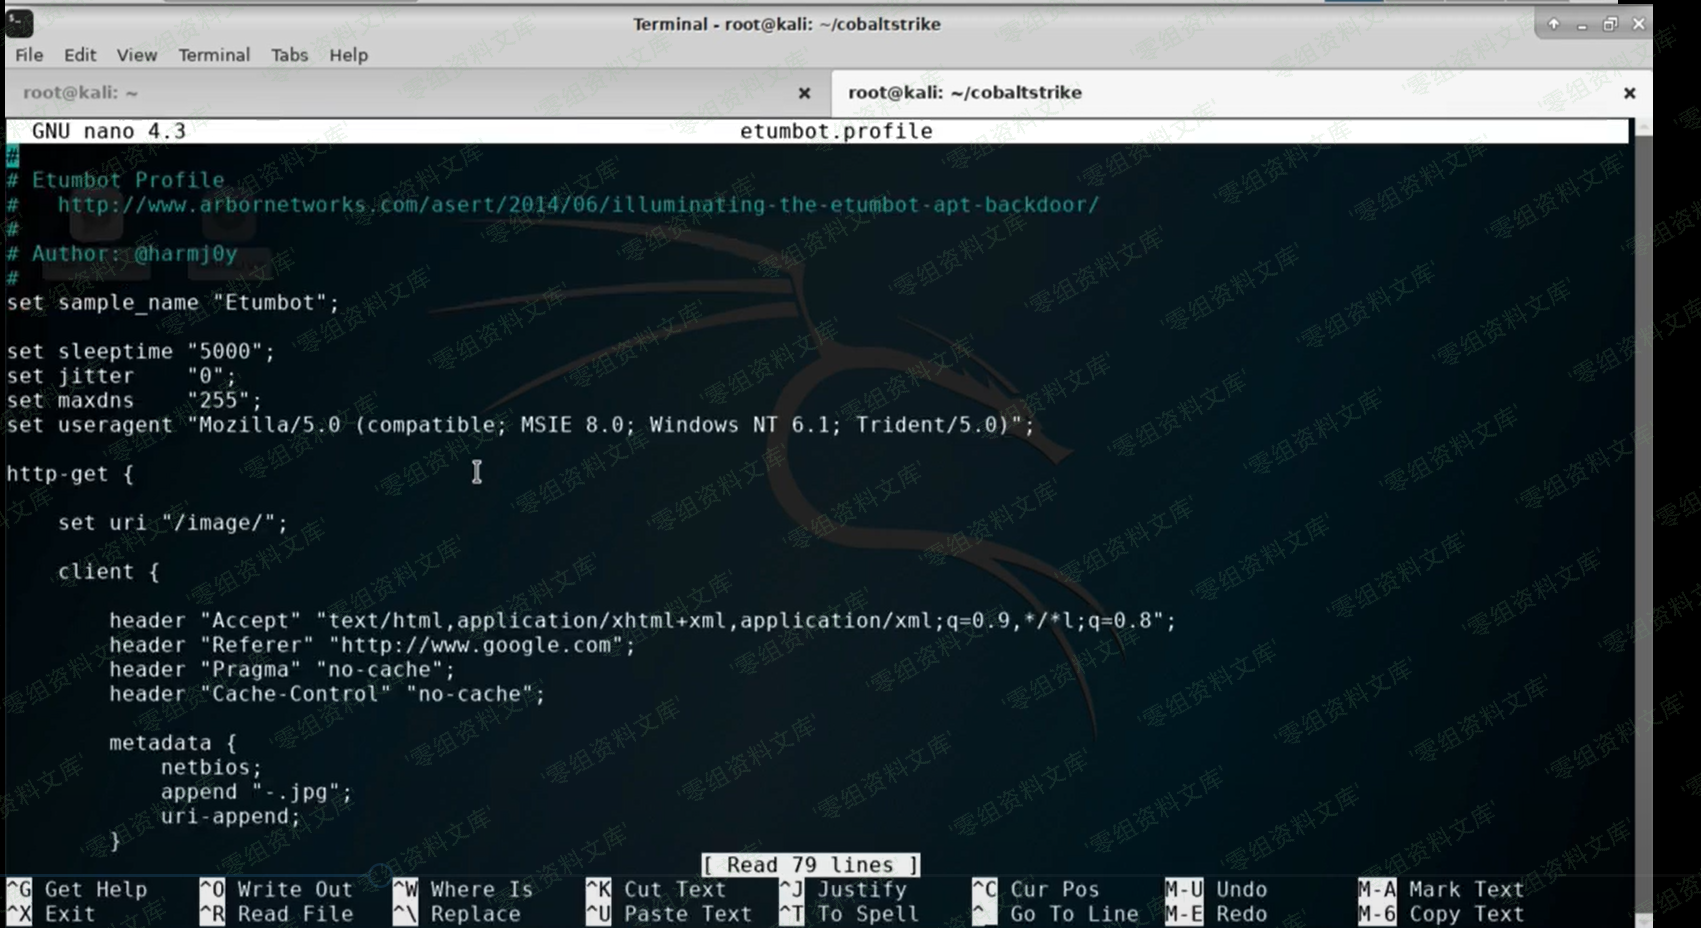 Terminal - root@kali: ~/cobaltstrike
File Edit View Terminal Tabs Help
root@kali: ~
root@kali: ~/cobaltstrike
GNU nano 4.3 etumbot.profile
#
# Etumbot Profile
#   http://www.arbornetworks.com/asert/2014/06/illuminating-the-etumbot-apt-backdoor/
#
# Author: @harmj0y
#
set sample_name "Etumbot";
set sleeptime "5000";
set jitter    "0";
set maxdns    "255";
set useragent "Mozilla/5.0 (compatible; MSIE 8.0; Windows NT 6.1; Trident/5.0)";
http-get {
    set uri "/image/";
    client {
        header "Accept" "text/html,application/xhtml+xml,application/xml;q=0.9,*/*l;q=0.8";
        header "Referer" "http://www.google.com";
        header "Pragma" "no-cache";
        header "Cache-Control" "no-cache";
        metadata {
            netbios;
            append "-.jpg";
            uri-append;
        }
[ Read 79 lines ]
^G Get Help ^O Write Out ^W Where Is ^K Cut Text ^J Justify ^C Cur Pos M-U Undo M-A Mark Text
^X Exit ^R Read File ^\ Replace ^U Paste Text ^T To Spell ^_ Go To Line M-E Redo M-6 Copy Text
'零组资料文库'